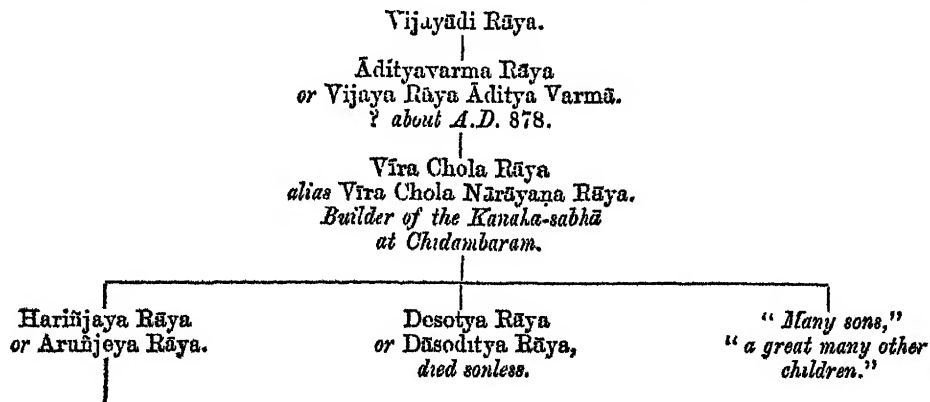 Vijayādi Rāya.
Ādityavarma Rāya
or Vijaya Rāya Āditya Varmā.
? about A.D. 878.
Vīra Chola Rāya
alias Vīra Chola Nārāyaṇa Rāya.
Builder of the Kanaka-sabhā
at Chidambaram.
Hariñjaya Rāya
or Aruñjeya Rāya.
Desotya Rāya
or Dāsoditya Rāya,
died sonless.
"Many sons,"
"a great many other
children."